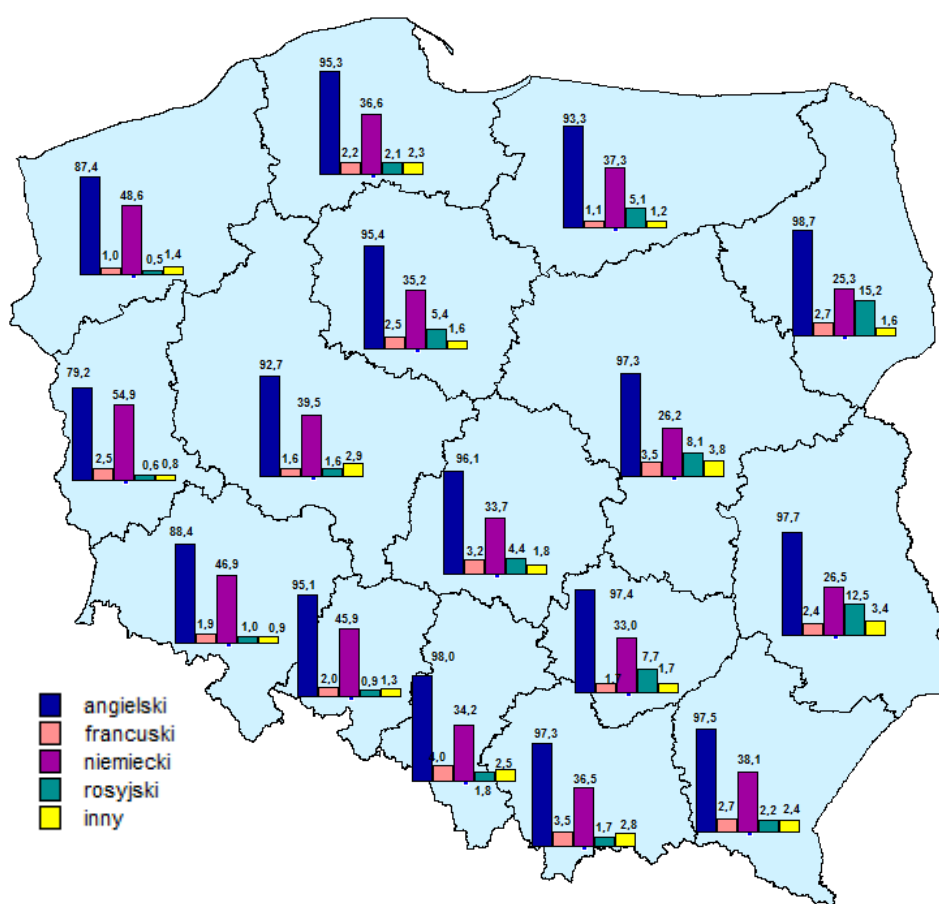 95,3
36,6
2,2 2,1 2,3
93,3
37,3
1,1 5,1 1,2
87,4
48,6
1,0 0,5 1,4
98,7
25,3 15,2
2,7 1,6
95,4
35,2
2,5 5,4 1,6
79,2
54,9
2,5 0,6 0,8
92,7
39,5
1,6 1,6 2,9
97,3
26,2
3,5 8,1 3,8
96,1
33,7
3,2 4,4 1,8
97,7
26,5 12,5
2,4 3,4
88,4
46,9
1,9 1,0 0,9
95,1
45,9
2,0 0,9 1,3
97,4
33,0
1,7 7,7 1,7
98,0
34,2
4,0 2,5
1,8
97,3
36,5
3,5 1,7 2,8
97,5
38,1
2,7 2,2 2,4
angielski
francuski
niemiecki
rosyjski
inny